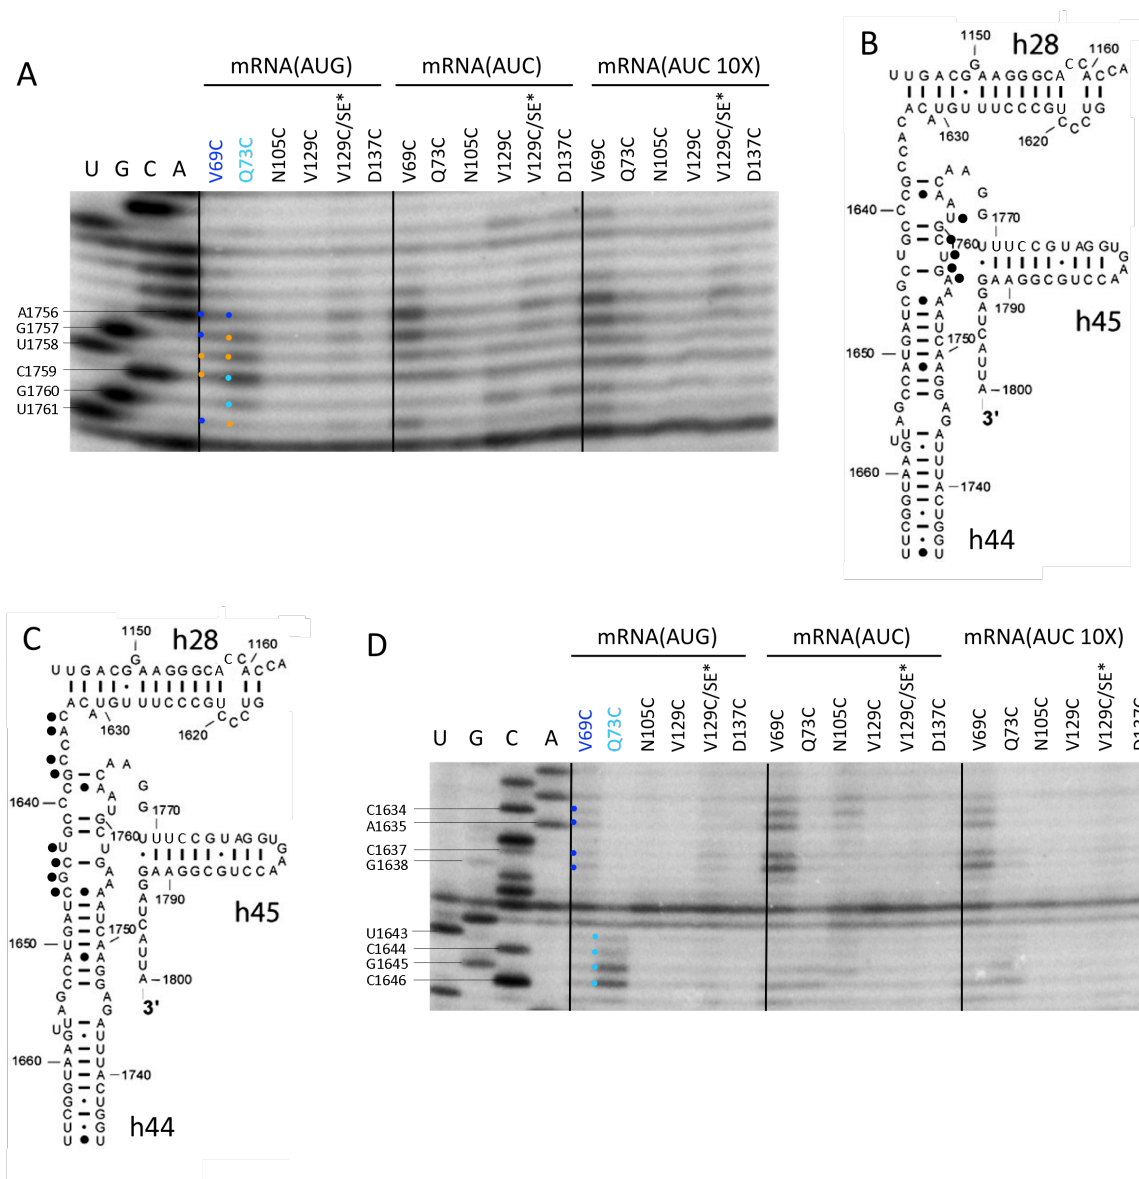 A
mRNA(AUG)
mRNA(AUC)
mRNA(AUC 10X)
U G C A
V69C
Q73C
N105C
V129C
V129C/SE*
D137C
V69C
Q73C
N105C
V129C
V129C/SE*
D137C
V69C
Q73C
N105C
V129C
V129C/SE*
D137C
A1756
G1757
U1758
C1759
G1760
U1761
B
1150
h28
1160
1630
1620
1640
1770
1760
1790
h45
1650
1750
1800
3'
1660
1740
h44
C
1150
h28
1160
1630
1620
1640
1770
1760
1790
h45
1650
1750
1800
3'
1660
1740
h44
D
mRNA(AUG)
mRNA(AUC)
mRNA(AUC 10X)
U G C A
V69C
Q73C
N105C
V129C
V129C/SE*
D137C
V69C
Q73C
N105C
V129C
V129C/SE*
D137C
V69C
Q73C
N105C
V129C
V129C/SE*
D137C
C1634
A1635
C1637
G1638
U1643
C1644
G1645
C1646